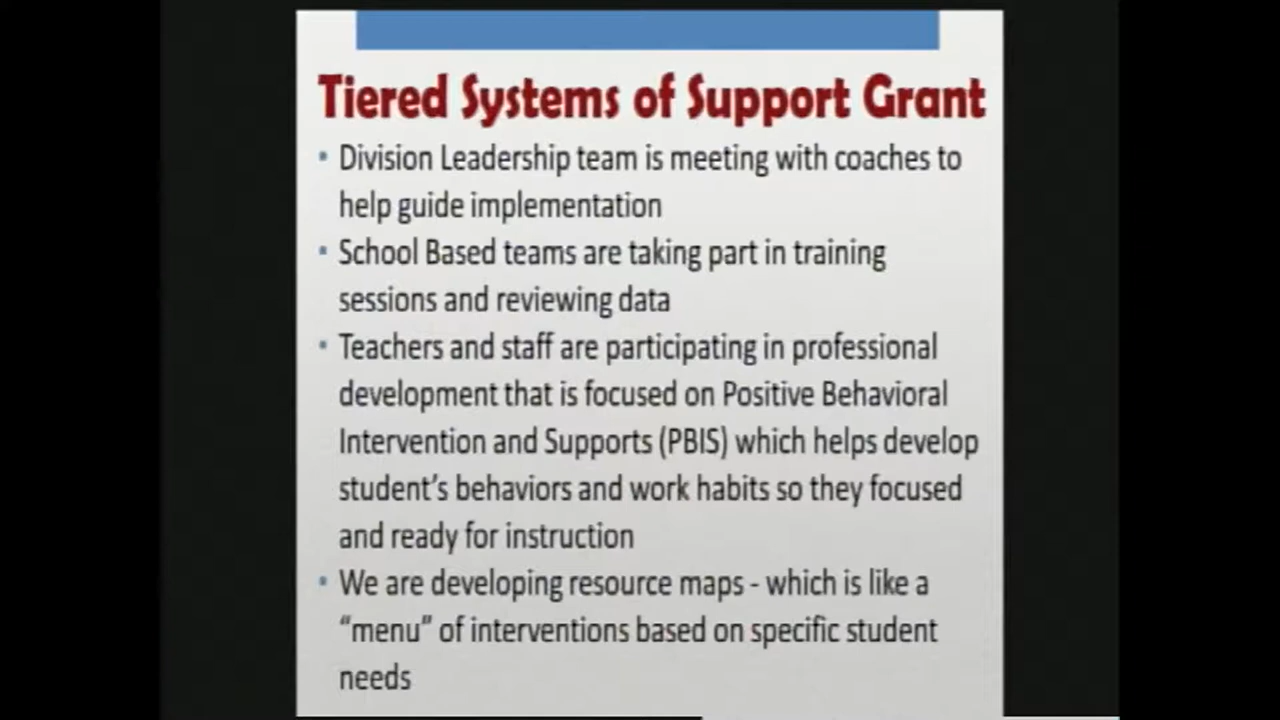 Tiered Systems of Support Grant
• Division Leadership team is meeting with coaches to
help guide implementation
• School Based teams are taking part in training
sessions and reviewing data
• Teachers and staff are participating in professional
development that is focused on Positive Behavioral
Intervention and Supports (PBIS) which helps develop
student’s behaviors and work habits so they focused
and ready for instruction
• We are developing resource maps - which is like a
“menu” of interventions based on specific student
needs